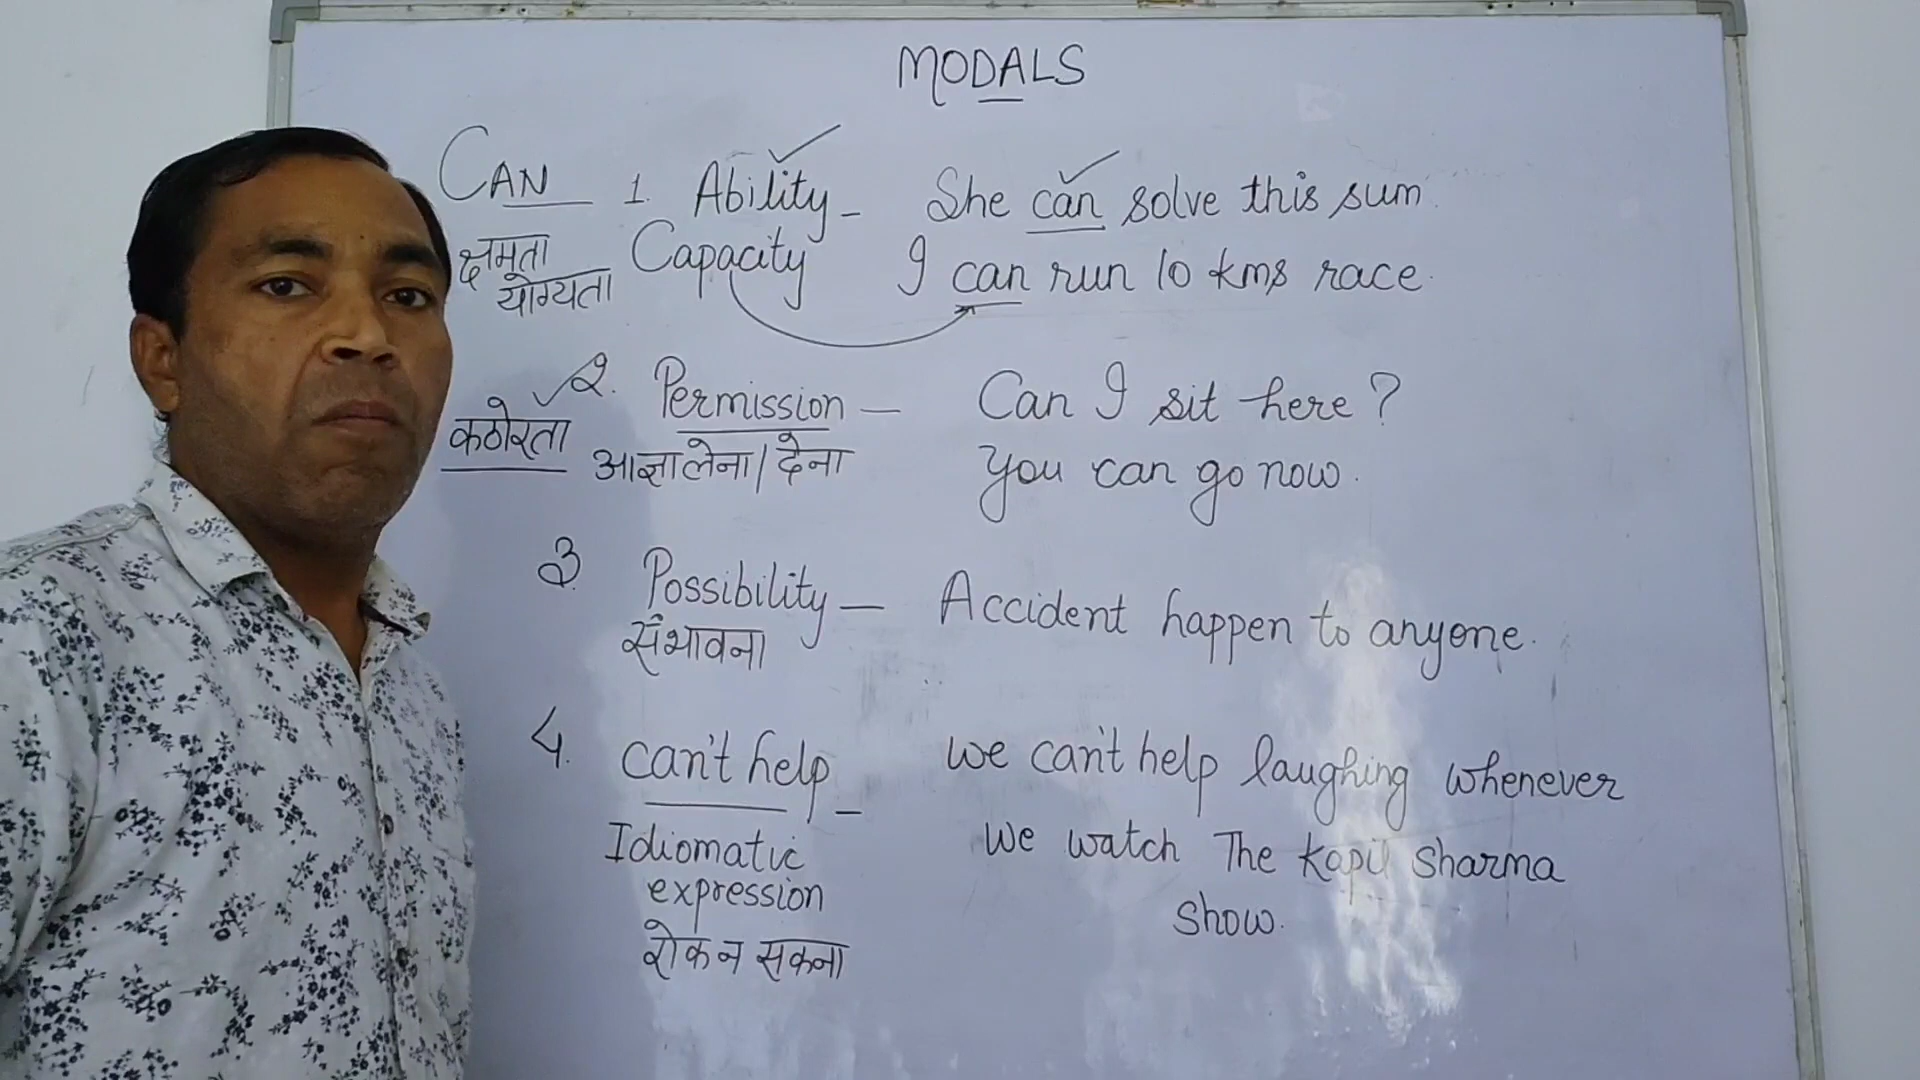 MODALS
CAN 1. Ability - She can solve this sum.
क्षमता Capacity I can run 10 kms race.
योग्यता
2. Permission - Can I sit here?
कठोरता आज्ञा लेना/देना You can go now.
3. Possibility - Accident happen to anyone.
संभावना
4. can't help - We can't help laughing whenever
Idiomatic we watch The Kapil Sharma
expression show.
रोक न सकना